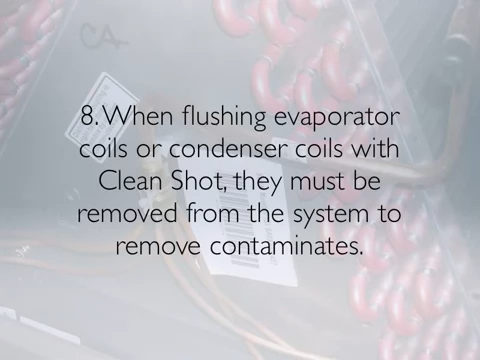 CA
8. When flushing evaporator
coils or condenser coils with
Clean Shot, they must be
removed from the system to
remove contaminates.